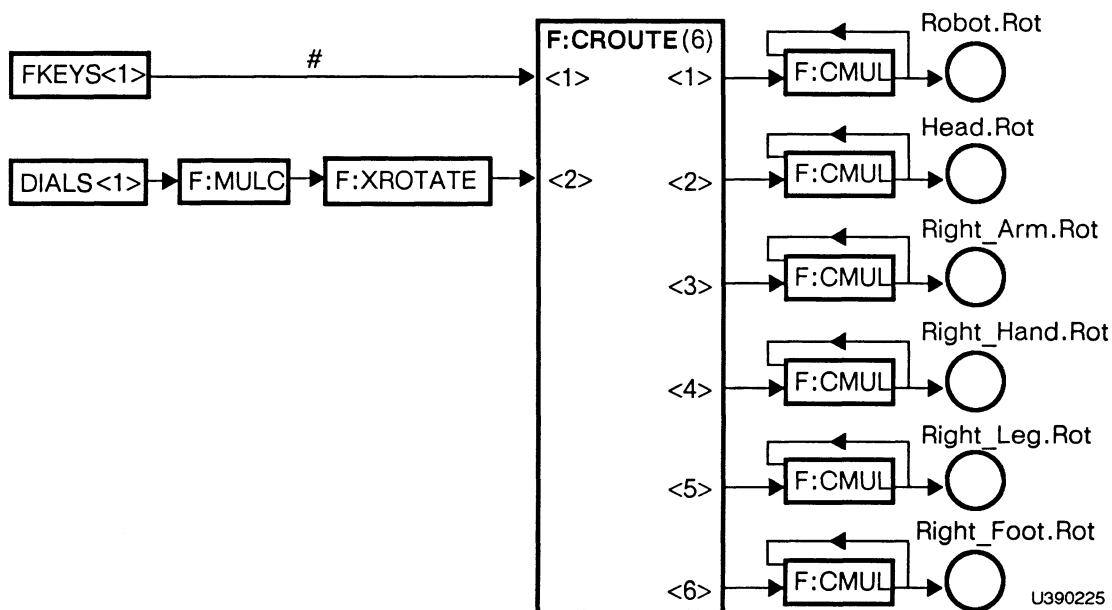 Robot.Rot
F:CROUTE(6)
FKEYS<1>
#
<1>
<1>
F:CMUL
Head.Rot
DIALS<1>
F:MULC
F:XROTATE
<2>
<2>
F:CMUL
Right_Arm.Rot
<3>
F:CMUL
Right_Hand.Rot
<4>
F:CMUL
Right_Leg.Rot
<5>
F:CMUL
Right_Foot.Rot
<6>
F:CMUL
U390225